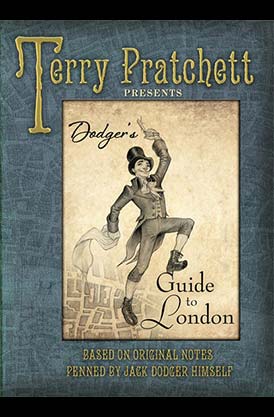 Terry Pratchett
PRESENTS
Dodger's
Guide
to
London
BASED ON ORIGINAL NOTES
PENNED BY JACK DODGER HIMSELF